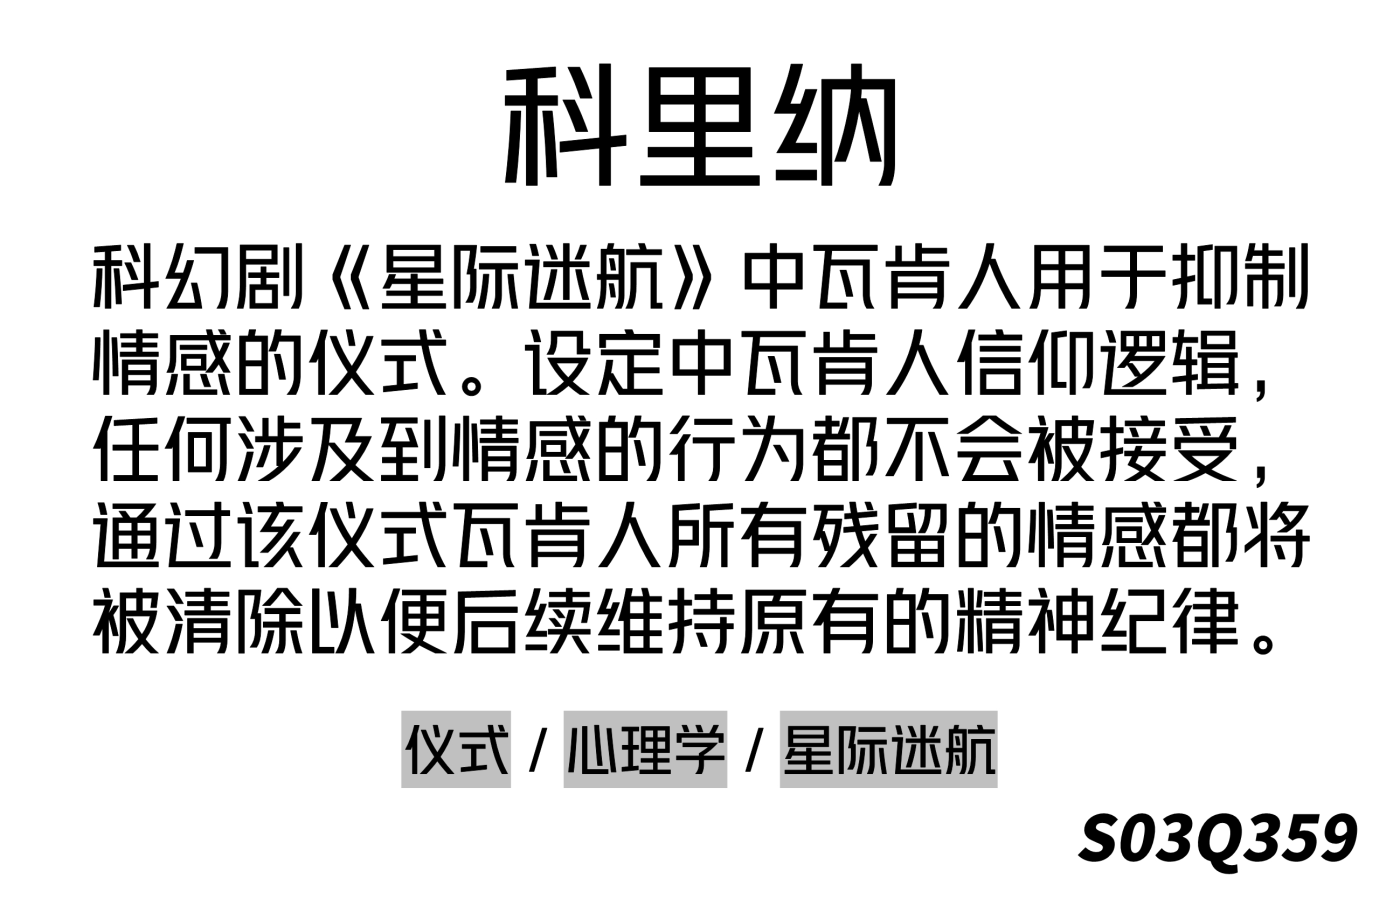 科里纳
科幻剧《星际迷航》中瓦肯人用于抑制
情感的仪式。设定中瓦肯人信仰逻辑，
任何涉及到情感的行为都不会被接受，
通过该仪式瓦肯人所有残留的情感都将
被清除以便后续维持原有的精神纪律。
仪式 / 心理学 / 星际迷航
S03Q359